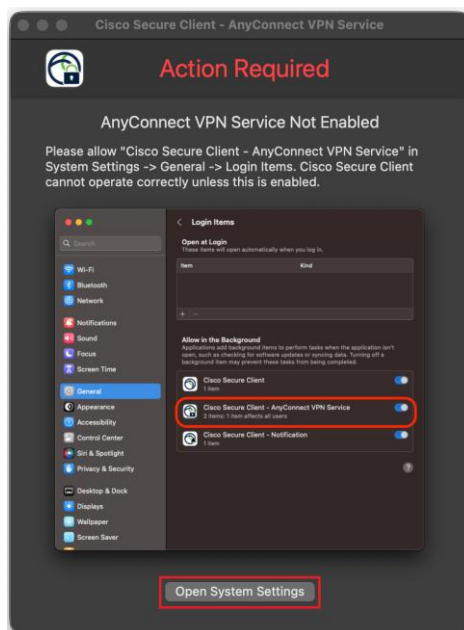 Cisco Secure Client - AnyConnect VPN Service
Action Required
AnyConnect VPN Service Not Enabled
Please allow "Cisco Secure Client - AnyConnect VPN Service" in
System Settings -> General -> Login Items. Cisco Secure Client
cannot operate correctly unless this is enabled.
Search
Wi-Fi
Bluetooth
Network
Notifications
Sound
Focus
Screen Time
General
Appearance
Accessibility
Control Center
Siri & Spotlight
Privacy & Security
Desktop & Dock
Displays
Wallpaper
Screen Saver
< Login Items
Open at Login
These items will open automatically when you log in.
Item Kind
+ −
Allow in the Background
Applications add background items to perform tasks when the application isn't
open, such as checking for software updates or syncing data. Turning off a
background item may prevent these tasks from being completed.
Cisco Secure Client
1 item
Cisco Secure Client - AnyConnect VPN Service
2 items: 1 item affects all users
Cisco Secure Client - Notification
1 item
?
Open System Settings